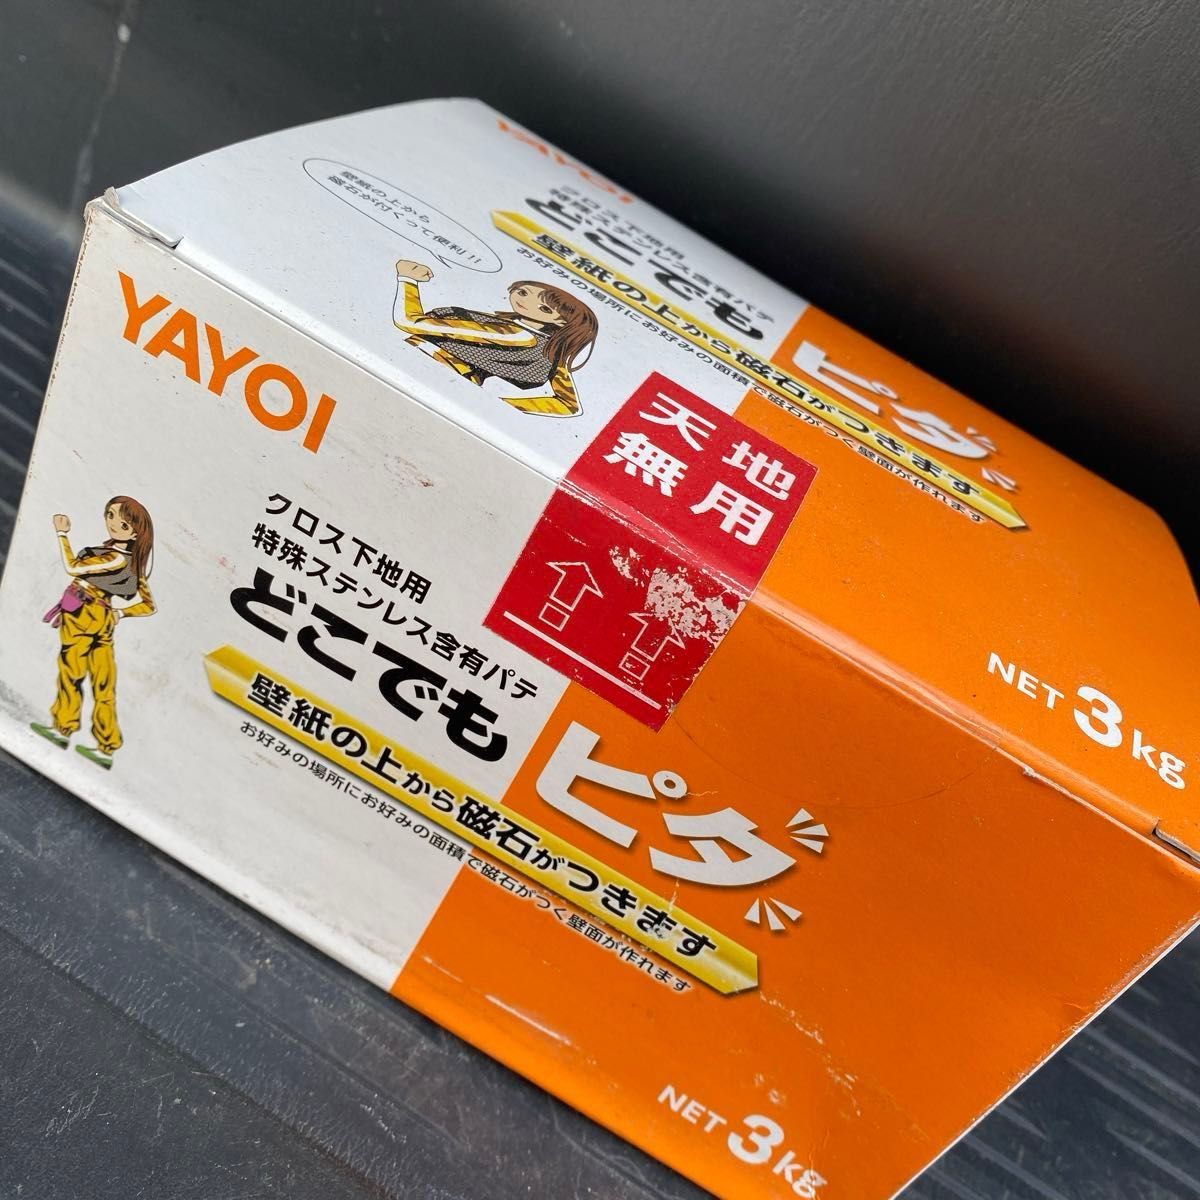 YAYOI
クロス下地用
特殊ステンレス含有パテ
どこでも
ピタ
壁紙の上から磁石がつきます
お好みの場所にお好みの面積で磁石がつく壁面が作れます
壁紙の上から
磁石が付くって便利!!
天地
無用
NET 3kg
YAYOI
クロス下地用
特殊ステンレス含有パテ
どこでも
ピタ
壁紙の上から磁石がつきます
お好みの場所にお好みの面積で磁石がつく壁面が作れます
NET 3kg